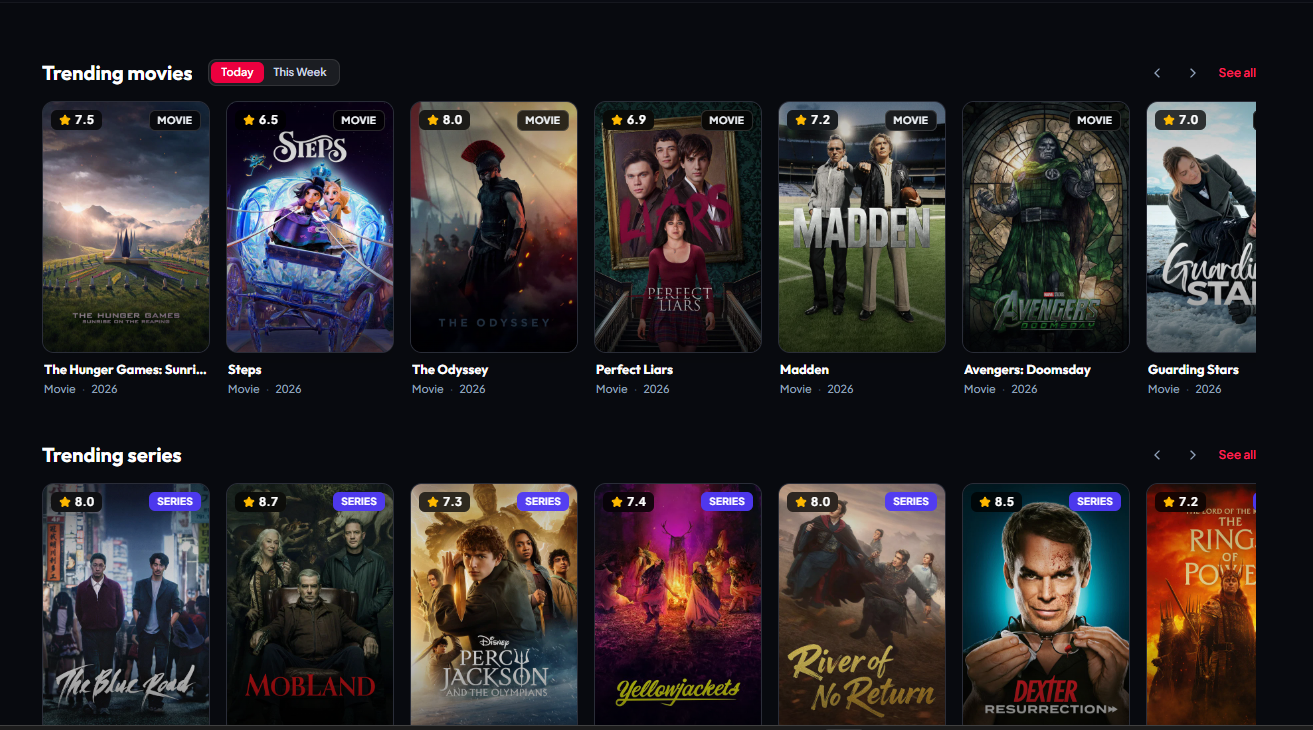 Trending movies
Today
This Week
See all
7.5
MOVIE
THE HUNGER GAMES
SUNRISE ON THE REAPING
The Hunger Games: Sunri...
Movie · 2026
6.5
MOVIE
STEPS
Steps
Movie · 2026
8.0
MOVIE
THE ODYSSEY
The Odyssey
Movie · 2026
6.9
MOVIE
LIARS
PERFECT
LIARS
Perfect Liars
Movie · 2026
7.2
MOVIE
MADDEN
Madden
Movie · 2026
MOVIE
AVENGERS
DOOMSDAY
Avengers: Doomsday
Movie · 2026
7.0
Guardi
STA
Guarding Stars
Movie · 2026
Trending series
See all
8.0
SERIES
The Blue Road
8.7
SERIES
MOBLAND
7.3
SERIES
Disney
PERCY
JACKSON
AND THE OLYMPIANS
7.4
SERIES
Yellowjackets
8.0
SERIES
River of
No Return
8.5
SERIES
DEXTER
RESURRECTION
7.2
THE LORD OF THE
THE
RING
OF
POWE